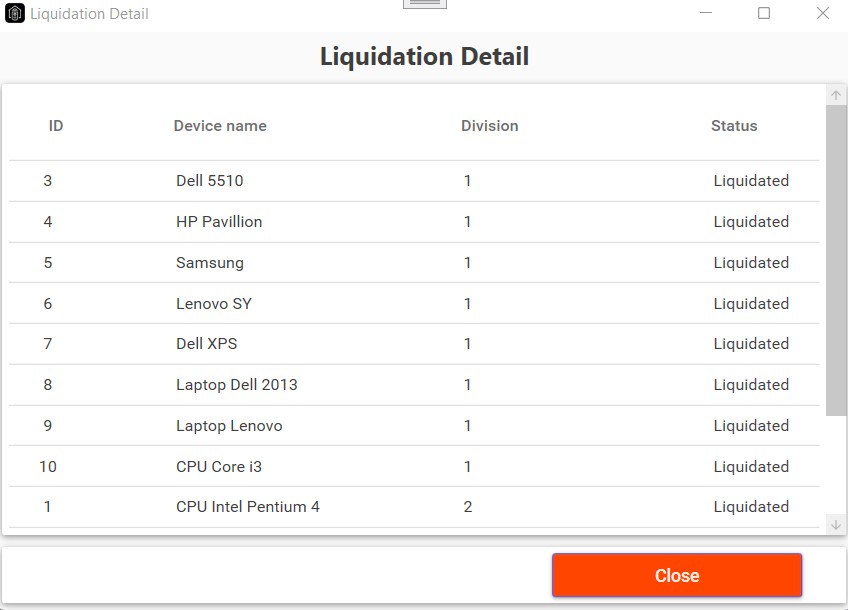 Liquidation Detail
Liquidation Detail
ID Device name Division Status
3 Dell 5510 1 Liquidated
4 HP Pavillion 1 Liquidated
5 Samsung 1 Liquidated
6 Lenovo SY 1 Liquidated
7 Dell XPS 1 Liquidated
8 Laptop Dell 2013 1 Liquidated
9 Laptop Lenovo 1 Liquidated
10 CPU Core i3 1 Liquidated
1 CPU Intel Pentium 4 2 Liquidated
Close